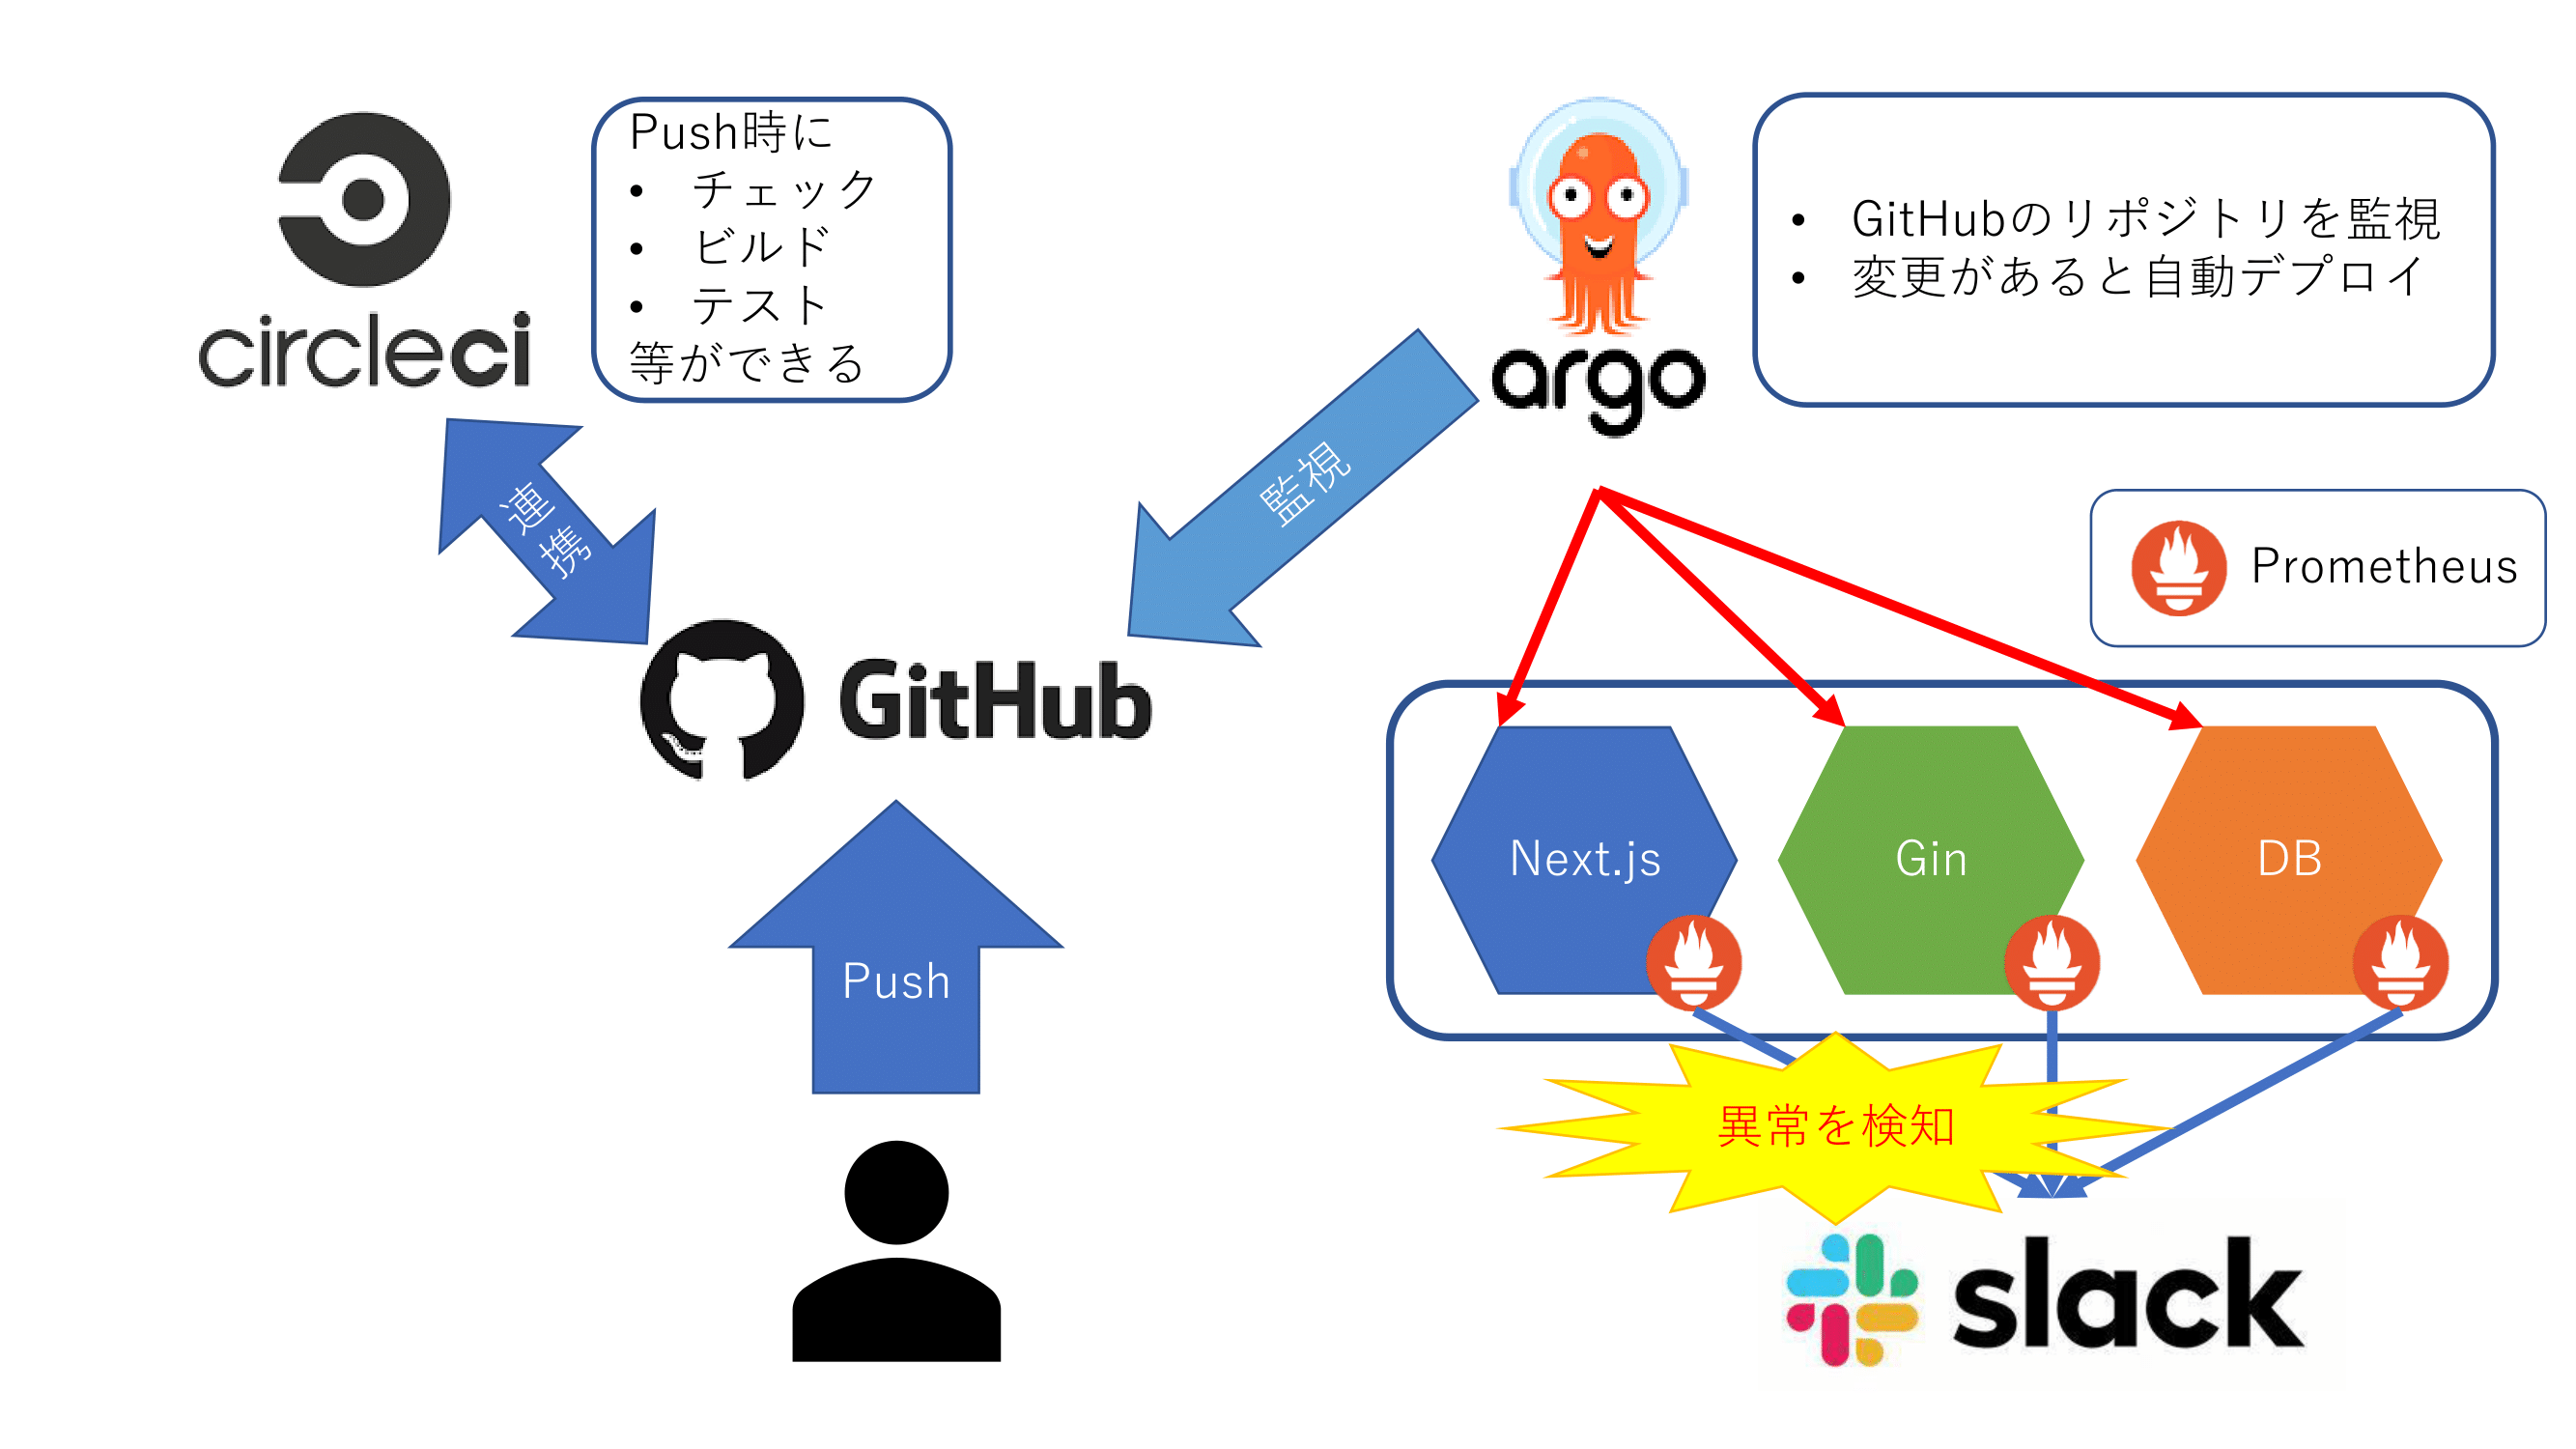 circleci
Push時に
• チェック
• ビルド
• テスト
等ができる
argo
• GitHubのリポジトリを監視
• 変更があると自動デプロイ
連携
監視
Prometheus
GitHub
Push
Next.js
Gin
DB
異常を検知
slack